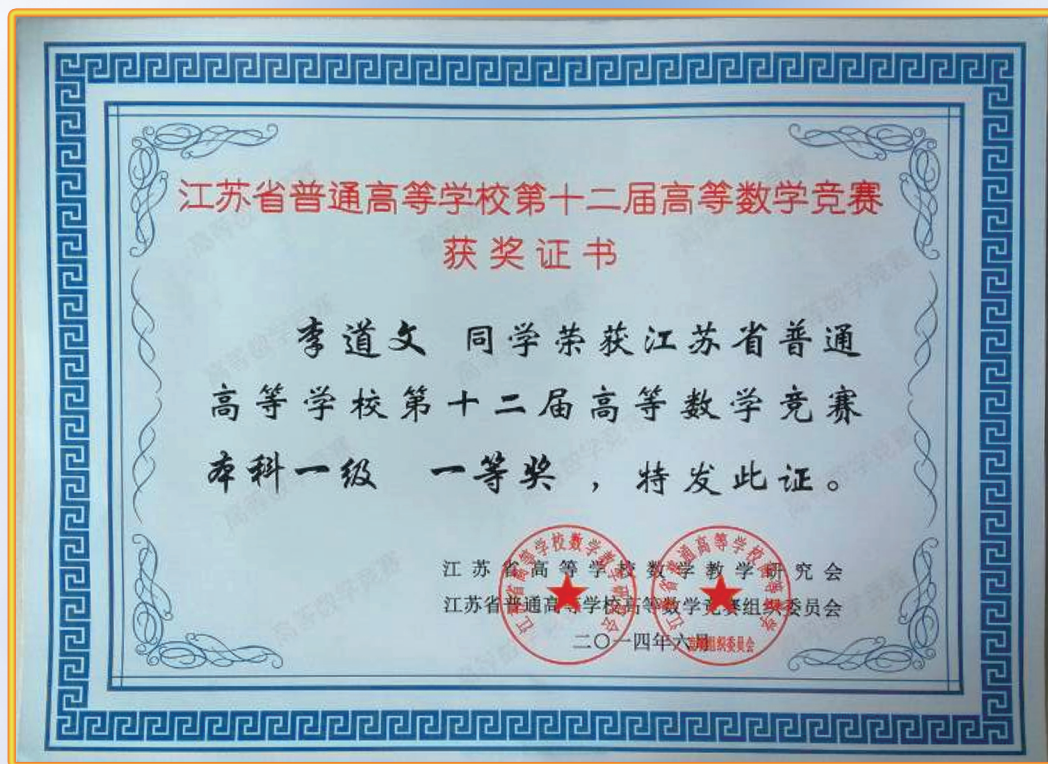 江苏省普通高等学校第十二届高等数学竞赛
获奖证书
李道文 同学荣获江苏省普通
高等学校第十二届高等数学竞赛
本科一级 一等奖 ，特发此证。
江苏省高等学校数学教学研究会
江苏省普通高等学校高等数学竞赛组织委员会
二〇一四年六月